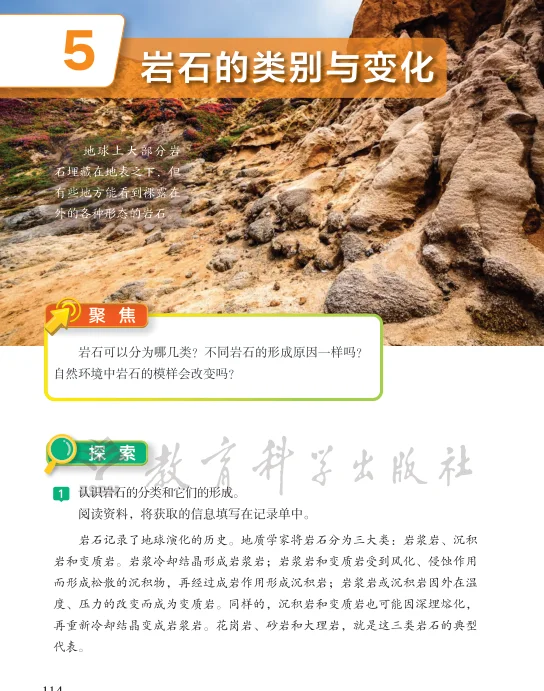 5
岩石的类别与变化
地球上大部分岩
石埋藏在地表之下，但
有些地方能看到裸露在
外的各种形态的岩石。
聚焦
岩石可以分为哪几类？不同岩石的形成原因一样吗？
自然环境中岩石的模样会改变吗？
探索
教育科学出版社
1 认识岩石的分类和它们的形成。
阅读资料，将获取的信息填写在记录单中。
岩石记录了地球演化的历史。地质学家将岩石分为三大类：岩浆岩、沉积
岩和变质岩。岩浆冷却结晶形成岩浆岩；岩浆岩和变质岩受到风化、侵蚀作用
而形成松散的沉积物，再经过成岩作用形成沉积岩；岩浆岩或沉积岩因外在温
度、压力的改变而成为变质岩。同样的，沉积岩和变质岩也可能因深埋熔化，
再重新冷却结晶变成岩浆岩。花岗岩、砂岩和大理岩，就是这三类岩石的典型
代表。
114